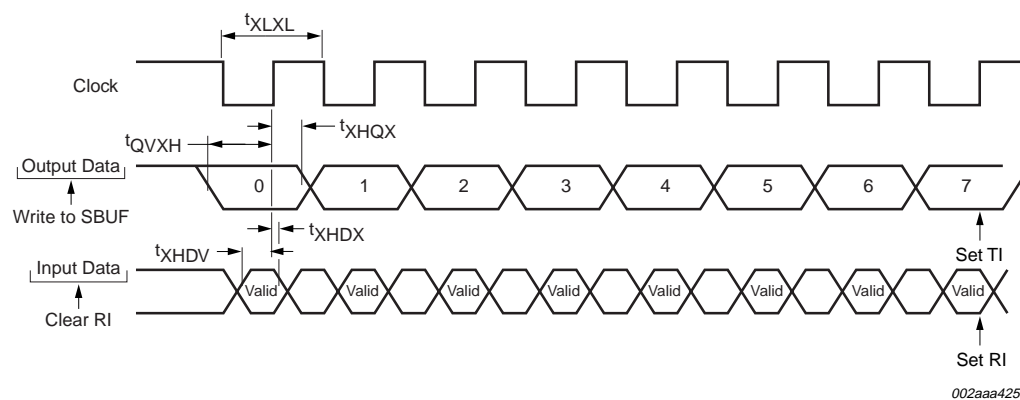 tXLXL
Clock
tXHQX
tQVXH
Output Data
0 1 2 3 4 5 6 7
Write to SBUF
tXHDX
Set TI
tXHDV
Input Data
Valid Valid Valid Valid Valid Valid Valid Valid
Clear RI
Set RI
002aaa425